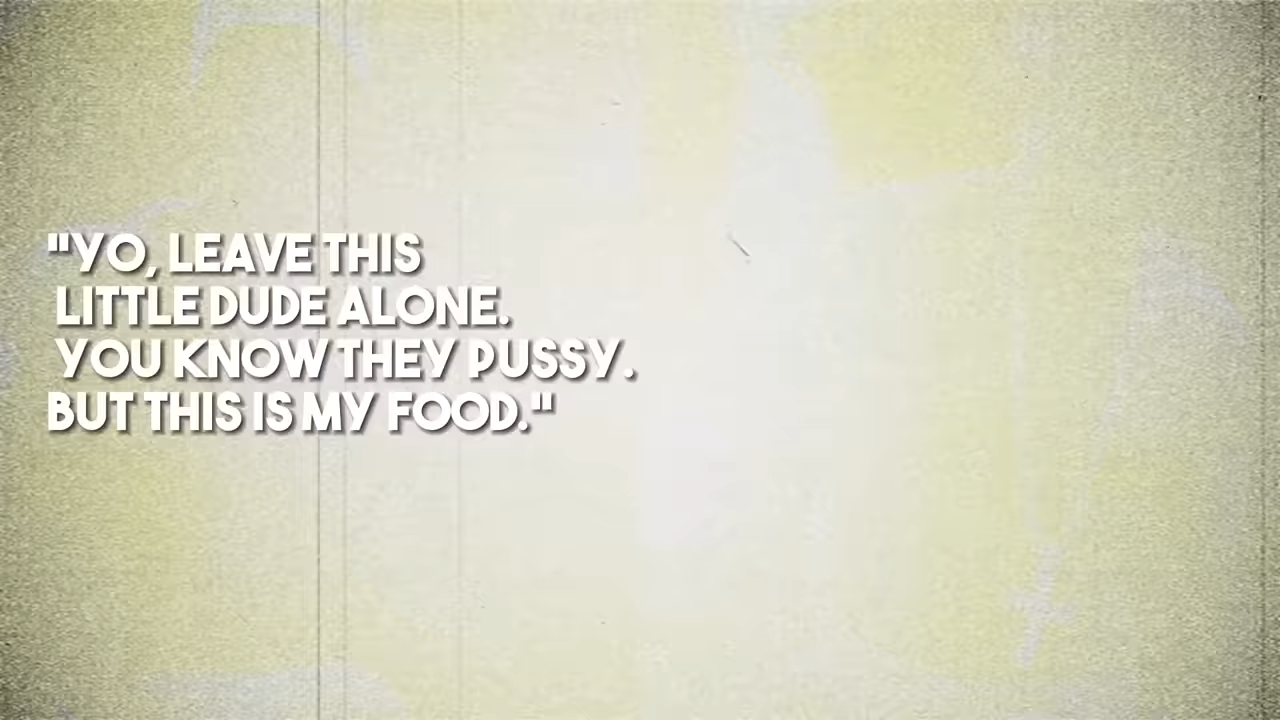 "YO, LEAVE THIS
LITTLE DUDE ALONE.
YOU KNOW THEY PUSSY.
BUT THIS IS MY FOOD."